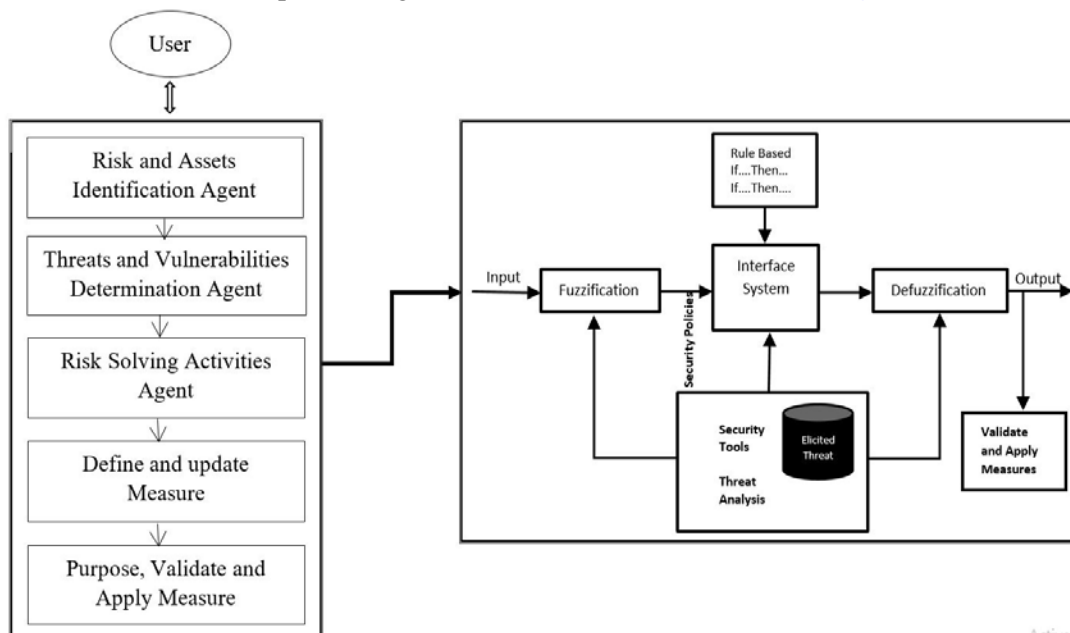 User
Risk and Assets
Identification Agent
Threats and Vulnerabilities
Determination Agent
Risk Solving Activities
Agent
Define and update
Measure
Purpose, Validate and
Apply Measure
Rule Based
If....Then...
If....Then....
Input
Fuzzification
Security Policies
Interface
System
Defuzzification
Output
Security
Tools
Threat
Analysis
Elicited
Threat
Validate
and Apply
Measures